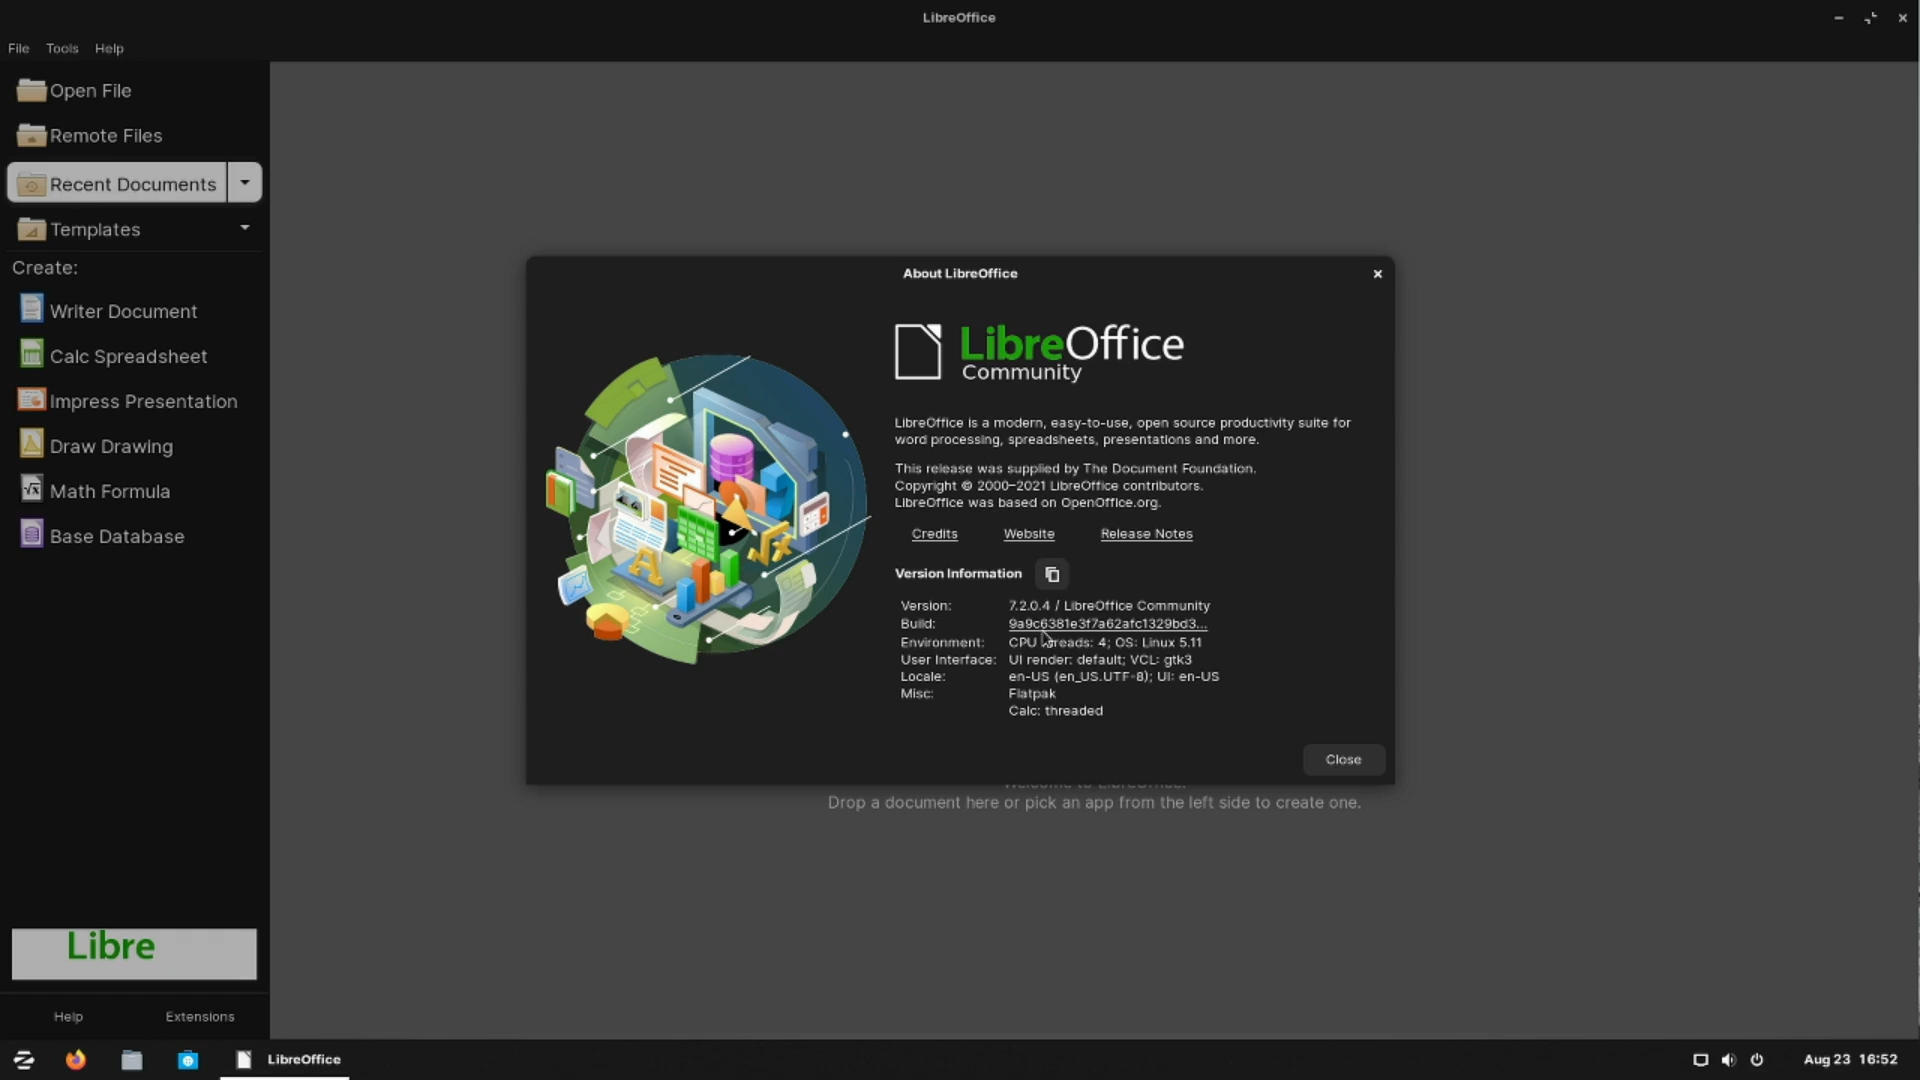 LibreOffice
File Tools Help
Open File
Remote Files
Recent Documents
Templates
Create:
Writer Document
Calc Spreadsheet
Impress Presentation
Draw Drawing
Math Formula
Base Database
About LibreOffice
LibreOffice
Community
LibreOffice is a modern, easy-to-use, open source productivity suite for
word processing, spreadsheets, presentations and more.
This release was supplied by The Document Foundation.
Copyright © 2000–2021 LibreOffice contributors.
LibreOffice was based on OpenOffice.org.
Credits Website Release Notes
Version Information
Version: 7.2.0.4 / LibreOffice Community
Build: 9a9c6381e3f7a62afc1329bd3...
Environment: CPU threads: 4; OS: Linux 5.11
User Interface: UI render: default; VCL: gtk3
Locale: en-US (en_US.UTF-8); UI: en-US
Misc: Flatpak
Calc: threaded
Close
Welcome to LibreOffice.
Drop a document here or pick an app from the left side to create one.
Libre
Help Extensions
LibreOffice
Aug 23 16:52